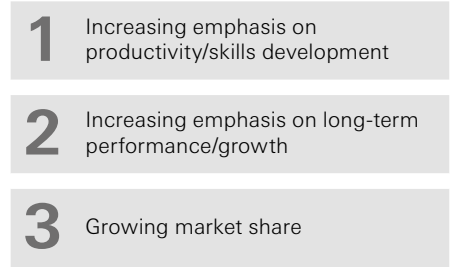 1
Increasing emphasis on
productivity/skills development
2
Increasing emphasis on long-term
performance/growth
3
Growing market share